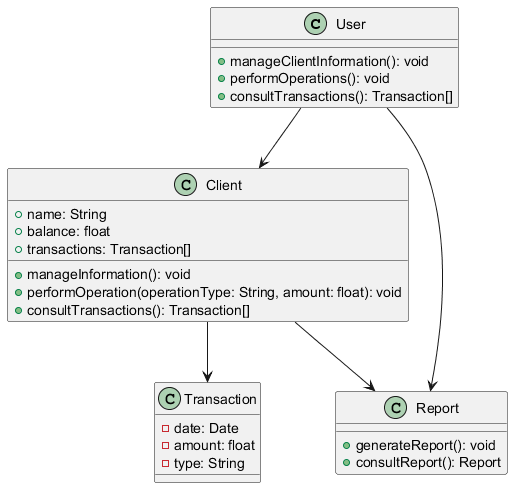 C User
manageClientInformation(): void
performOperations(): void
consultTransactions(): Transaction[]
C Client
name: String
balance: float
transactions: Transaction[]
manageInformation(): void
performOperation(operationType: String, amount: float): void
consultTransactions(): Transaction[]
C Transaction
date: Date
amount: float
type: String
C Report
generateReport(): void
consultReport(): Report